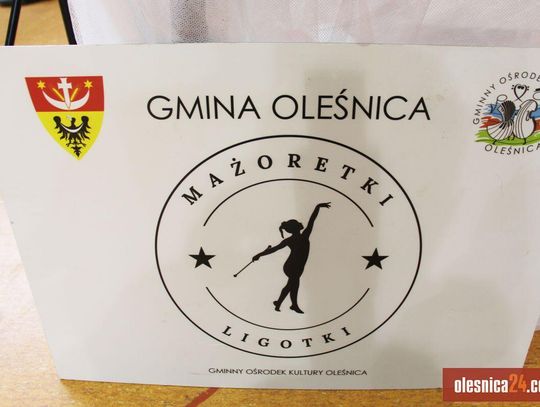 GMINA OLEŚNICA
GMINNY OŚRODEK
OLEŚNICA
MAŻORETKI
LIGOTKI
GMINNY OŚRODEK KULTURY OLEŚNICA
olesnica24.co